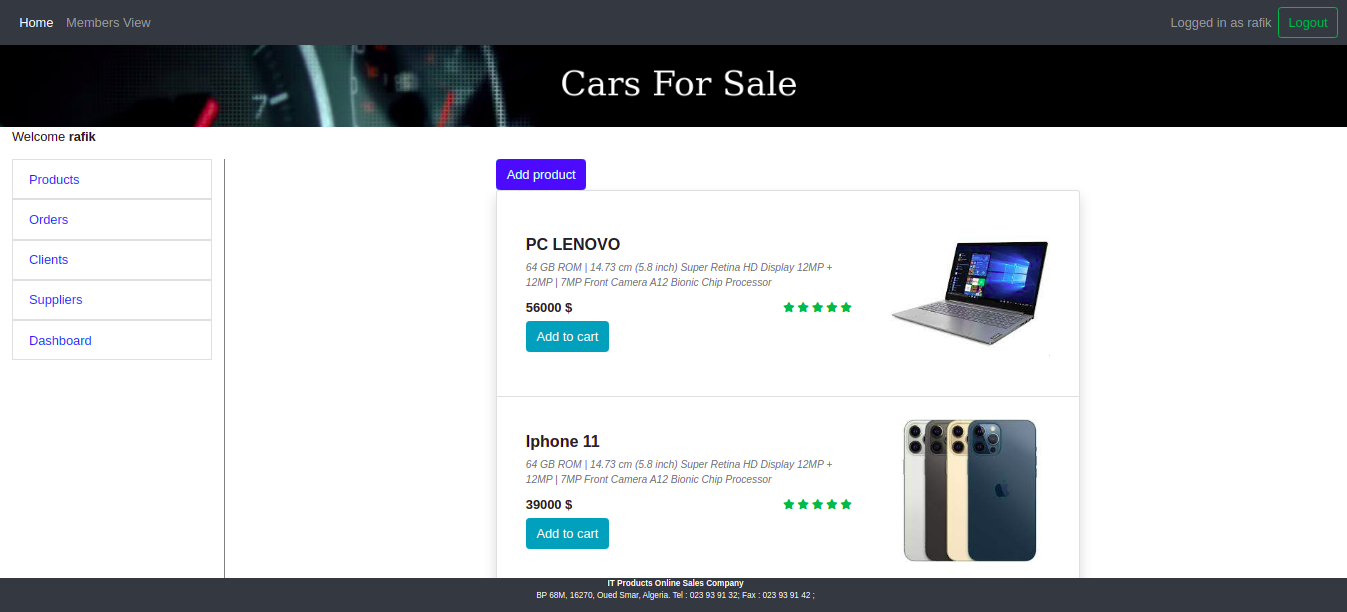 Home Members View Logged in as rafik Logout
7
Cars For Sale
Welcome rafik
Products
Orders
Clients
Suppliers
Dashboard
Add product
PC LENOVO
64 GB ROM | 14.73 cm (5.8 inch) Super Retina HD Display 12MP +
12MP | 7MP Front Camera A12 Bionic Chip Processor
56000 $
Add to cart
Iphone 11
64 GB ROM | 14.73 cm (5.8 inch) Super Retina HD Display 12MP +
12MP | 7MP Front Camera A12 Bionic Chip Processor
39000 $
Add to cart
IT Products Online Sales Company
BP 68M, 16270, Oued Smar, Algeria. Tel : 023 93 91 32; Fax : 023 93 91 42 ;